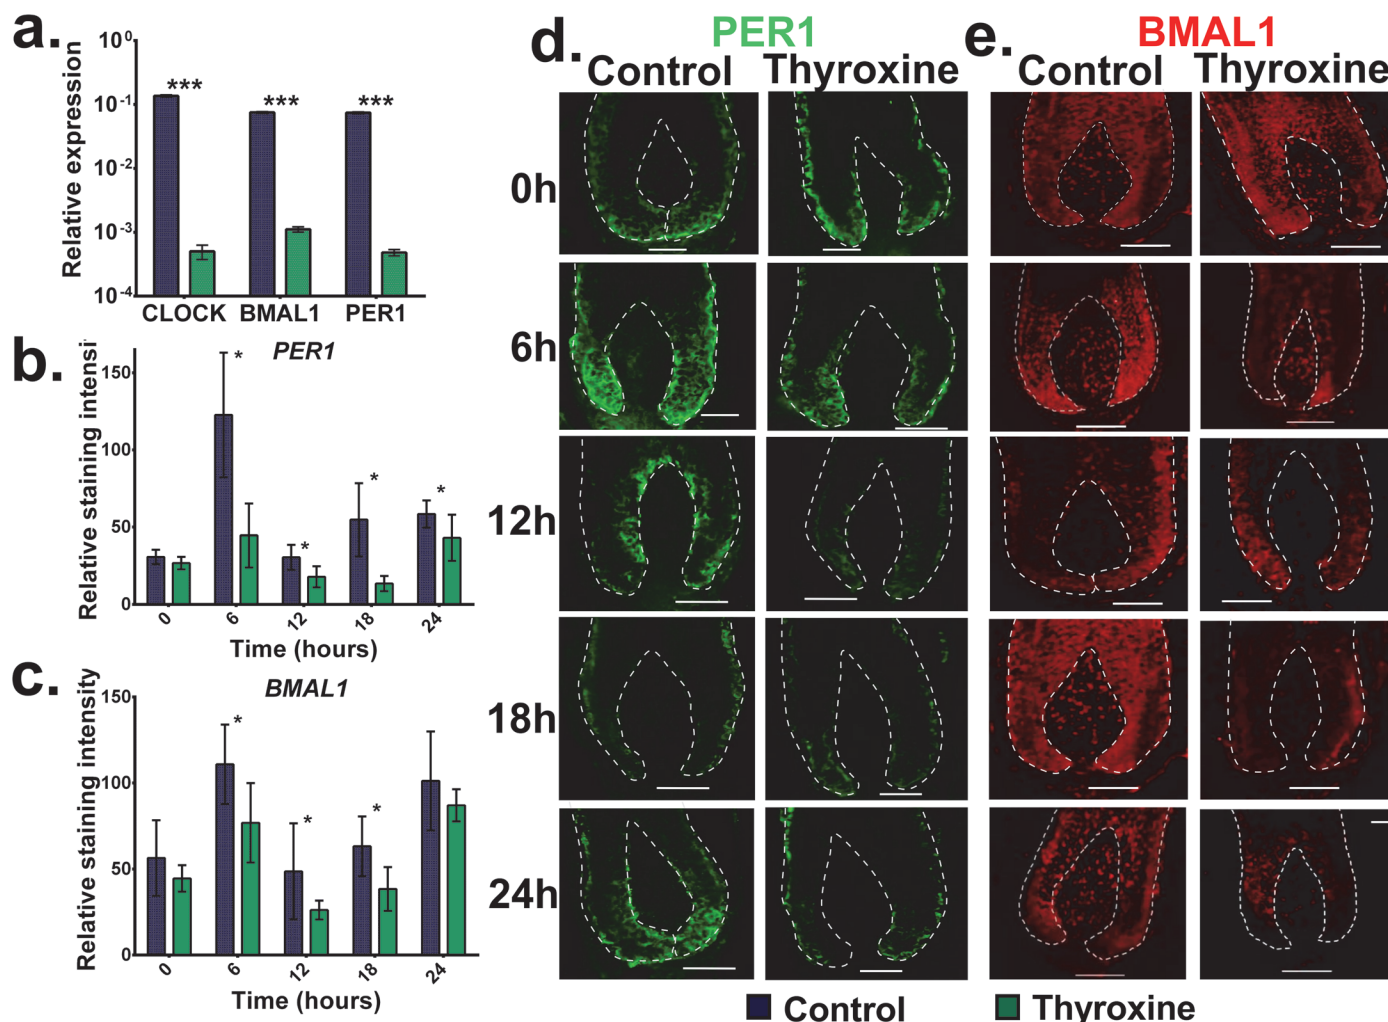 a.
Relative expression
10⁰
10⁻¹
10⁻²
10⁻³
10⁻⁴
***
***
***
CLOCK
BMAL1
PER1
b.
PER1
Relative staining intensi
150
100
50
0
*
*
*
*
0
6
12
18
24
Time (hours)
c.
BMAL1
Relative staining intensity
150
100
50
0
*
*
*
0
6
12
18
24
Time (hours)
d.
PER1
Control
Thyroxine
e.
BMAL1
Control
Thyroxine
0h
6h
12h
18h
24h
Control
Thyroxine